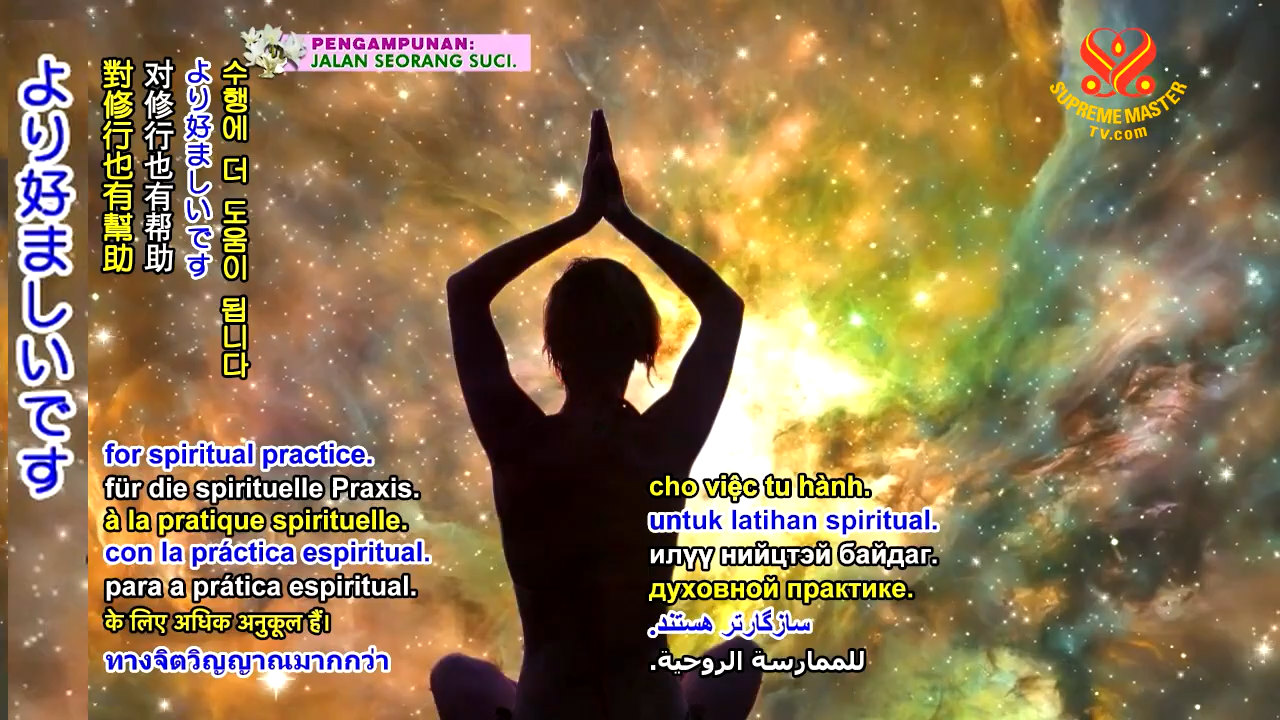 PENGAMPUNAN:
JALAN SEORANG SUCI.
SUPREME MASTER
TV.com
より好ましいです
對修行也有幫助
对修行也有帮助
より好ましいです
수행에 더 도움이 됩니다
for spiritual practice.
für die spirituelle Praxis.
à la pratique spirituelle.
con la práctica espiritual.
para a prática espiritual.
के लिए अधिक अनुकूल हैं।
ทางจิตวิญญาณมากกว่า
cho việc tu hành.
untuk latihan spiritual.
илүү нийцтэй байдаг.
духовной практике.
سازگارتر هستند.
للممارسة الروحية.